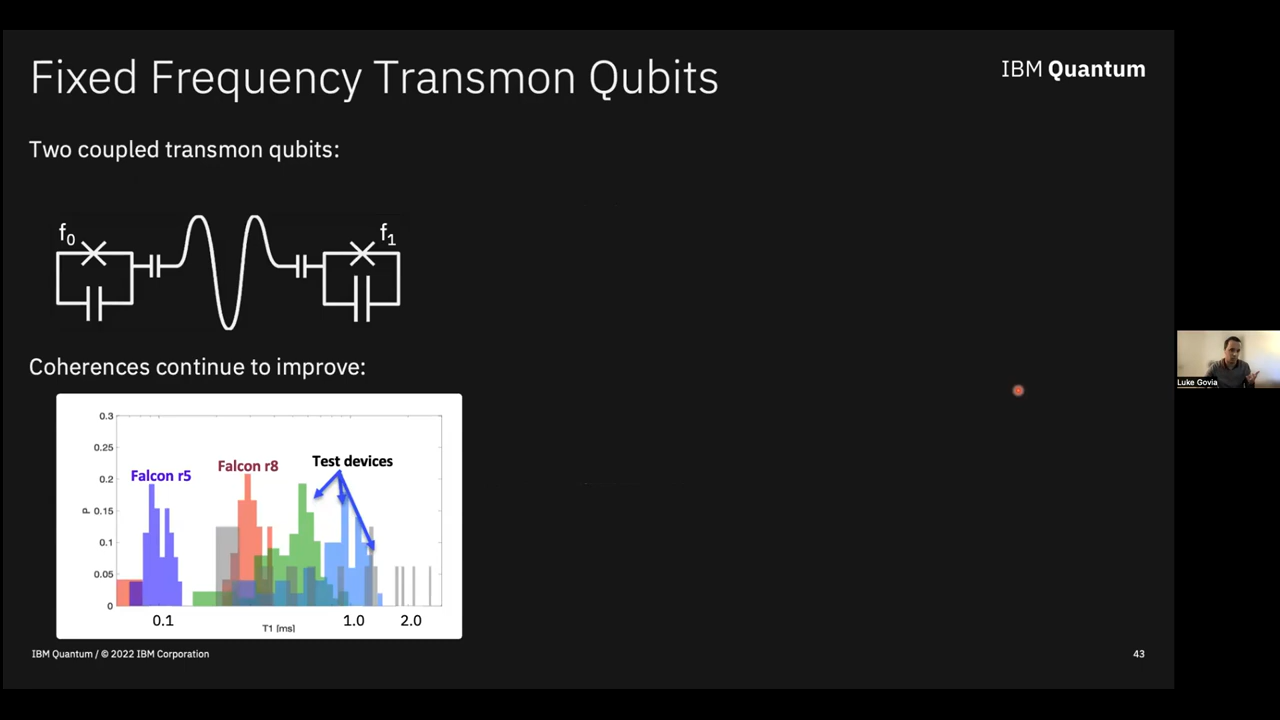 Fixed Frequency Transmon Qubits
IBM Quantum
Two coupled transmon qubits:
f0
f1
Coherences continue to improve:
0.3
0.25
0.2
0.15
0.1
0.05
0
P
Falcon r5
Falcon r8
Test devices
0.1
1.0
2.0
T1 [ms]
IBM Quantum / © 2022 IBM Corporation
43
Luke Govia